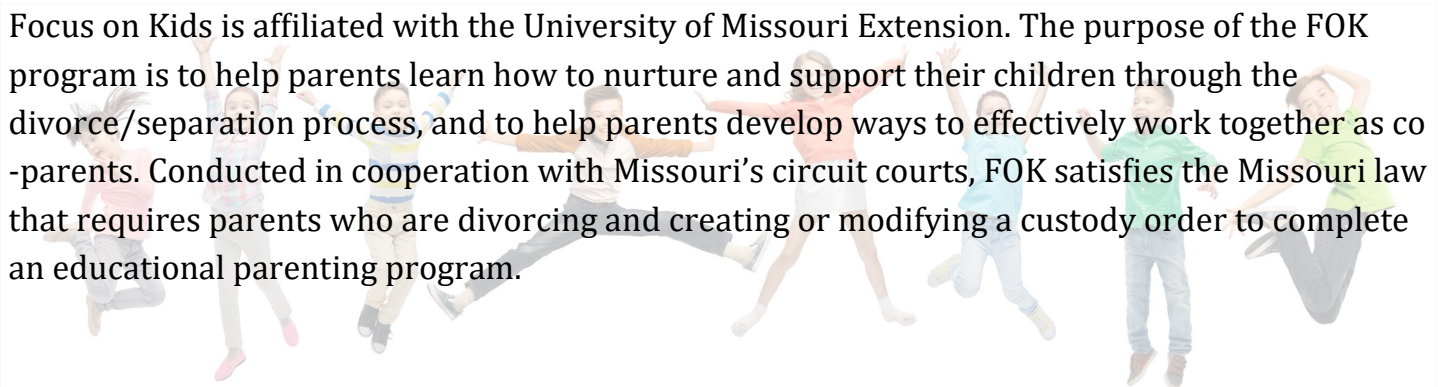 Focus on Kids is affiliated with the University of Missouri Extension. The purpose of the FOK
program is to help parents learn how to nurture and support their children through the
divorce/separation process, and to help parents develop ways to effectively work together as co
-parents. Conducted in cooperation with Missouri’s circuit courts, FOK satisfies the Missouri law
that requires parents who are divorcing and creating or modifying a custody order to complete
an educational parenting program.